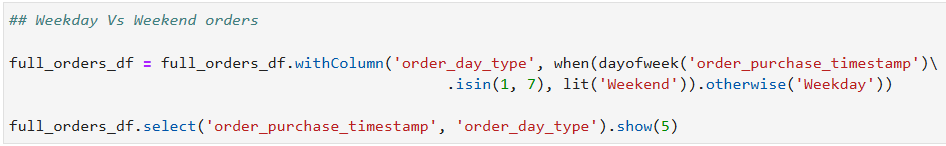 ## Weekday Vs Weekend orders
full_orders_df = full_orders_df.withColumn('order_day_type', when(dayofweek('order_purchase_timestamp')\
.isin(1, 7), lit('Weekend')).otherwise('Weekday'))
full_orders_df.select('order_purchase_timestamp', 'order_day_type').show(5)